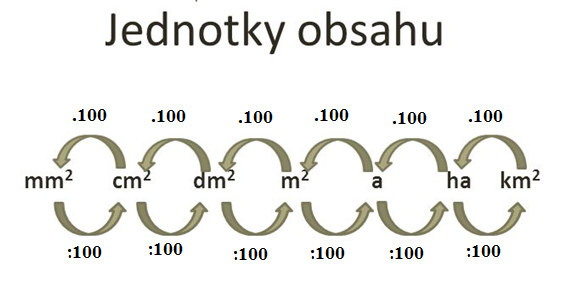 Jednotky obsahu
.100 .100 .100 .100 .100 .100
mm² cm² dm² m² a ha km²
:100 :100 :100 :100 :100 :100